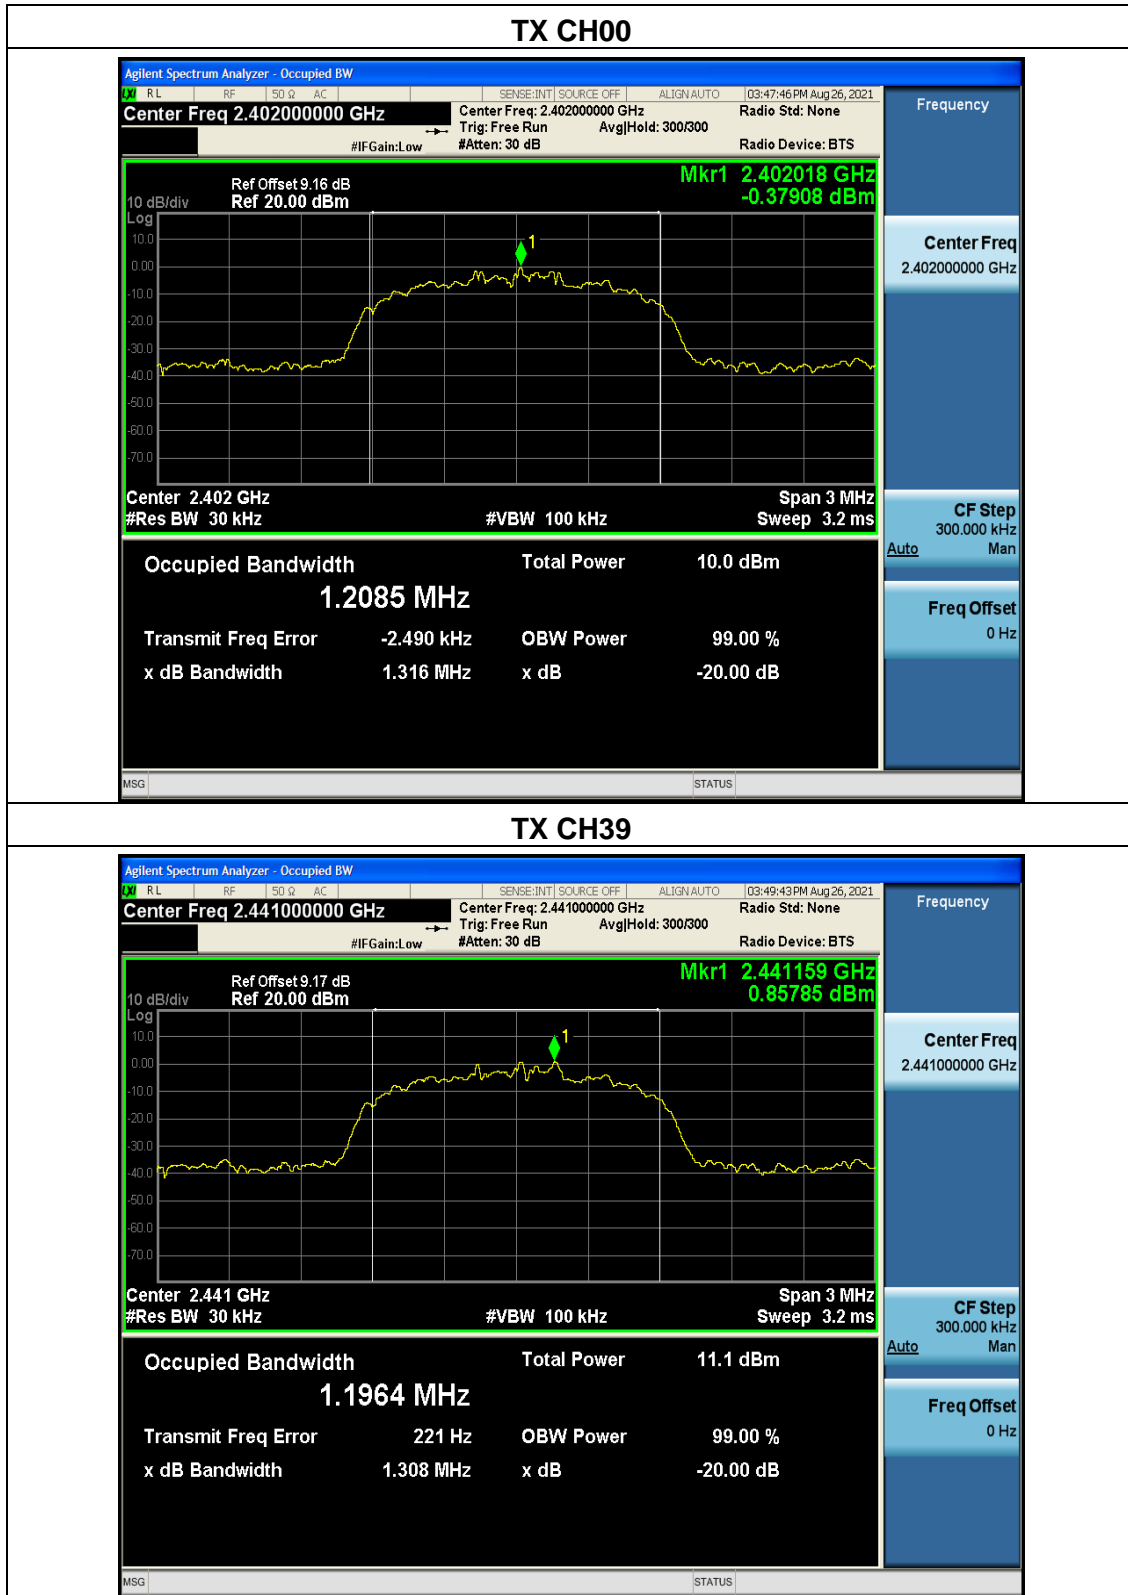 TX CH00
Agilent Spectrum Analyzer - Occupied BW
LXI RL RF 50 Ω AC SENSE:INT SOURCE OFF ALIGN AUTO 03:47:46 PM Aug 26, 2021
Center Freq 2.402000000 GHz
Center Freq: 2.402000000 GHz
Radio Std: None
Trig: Free Run Avg|Hold: 300/300
#IFGain:Low #Atten: 30 dB Radio Device: BTS
Frequency
Mkr1 2.402018 GHz
-0.37908 dBm
Ref Offset 9.16 dB
10 dB/div Ref 20.00 dBm
Log
10.0
0.00
-10.0
-20.0
-30.0
-40.0
-50.0
-60.0
-70.0
1
Center Freq
2.402000000 GHz
Center 2.402 GHz Span 3 MHz
#Res BW 30 kHz #VBW 100 kHz Sweep 3.2 ms
CF Step
300.000 kHz
Auto Man
Occupied Bandwidth Total Power 10.0 dBm
1.2085 MHz
Freq Offset
0 Hz
Transmit Freq Error -2.490 kHz OBW Power 99.00 %
x dB Bandwidth 1.316 MHz x dB -20.00 dB
MSG STATUS
TX CH39
Agilent Spectrum Analyzer - Occupied BW
LXI RL RF 50 Ω AC SENSE:INT SOURCE OFF ALIGN AUTO 03:49:43 PM Aug 26, 2021
Center Freq 2.441000000 GHz
Center Freq: 2.441000000 GHz
Radio Std: None
Trig: Free Run Avg|Hold: 300/300
#IFGain:Low #Atten: 30 dB Radio Device: BTS
Frequency
Mkr1 2.441159 GHz
0.85785 dBm
Ref Offset 9.17 dB
10 dB/div Ref 20.00 dBm
Log
10.0
0.00
-10.0
-20.0
-30.0
-40.0
-50.0
-60.0
-70.0
1
Center Freq
2.441000000 GHz
Center 2.441 GHz Span 3 MHz
#Res BW 30 kHz #VBW 100 kHz Sweep 3.2 ms
CF Step
300.000 kHz
Auto Man
Occupied Bandwidth Total Power 11.1 dBm
1.1964 MHz
Freq Offset
0 Hz
Transmit Freq Error 221 Hz OBW Power 99.00 %
x dB Bandwidth 1.308 MHz x dB -20.00 dB
MSG STATUS